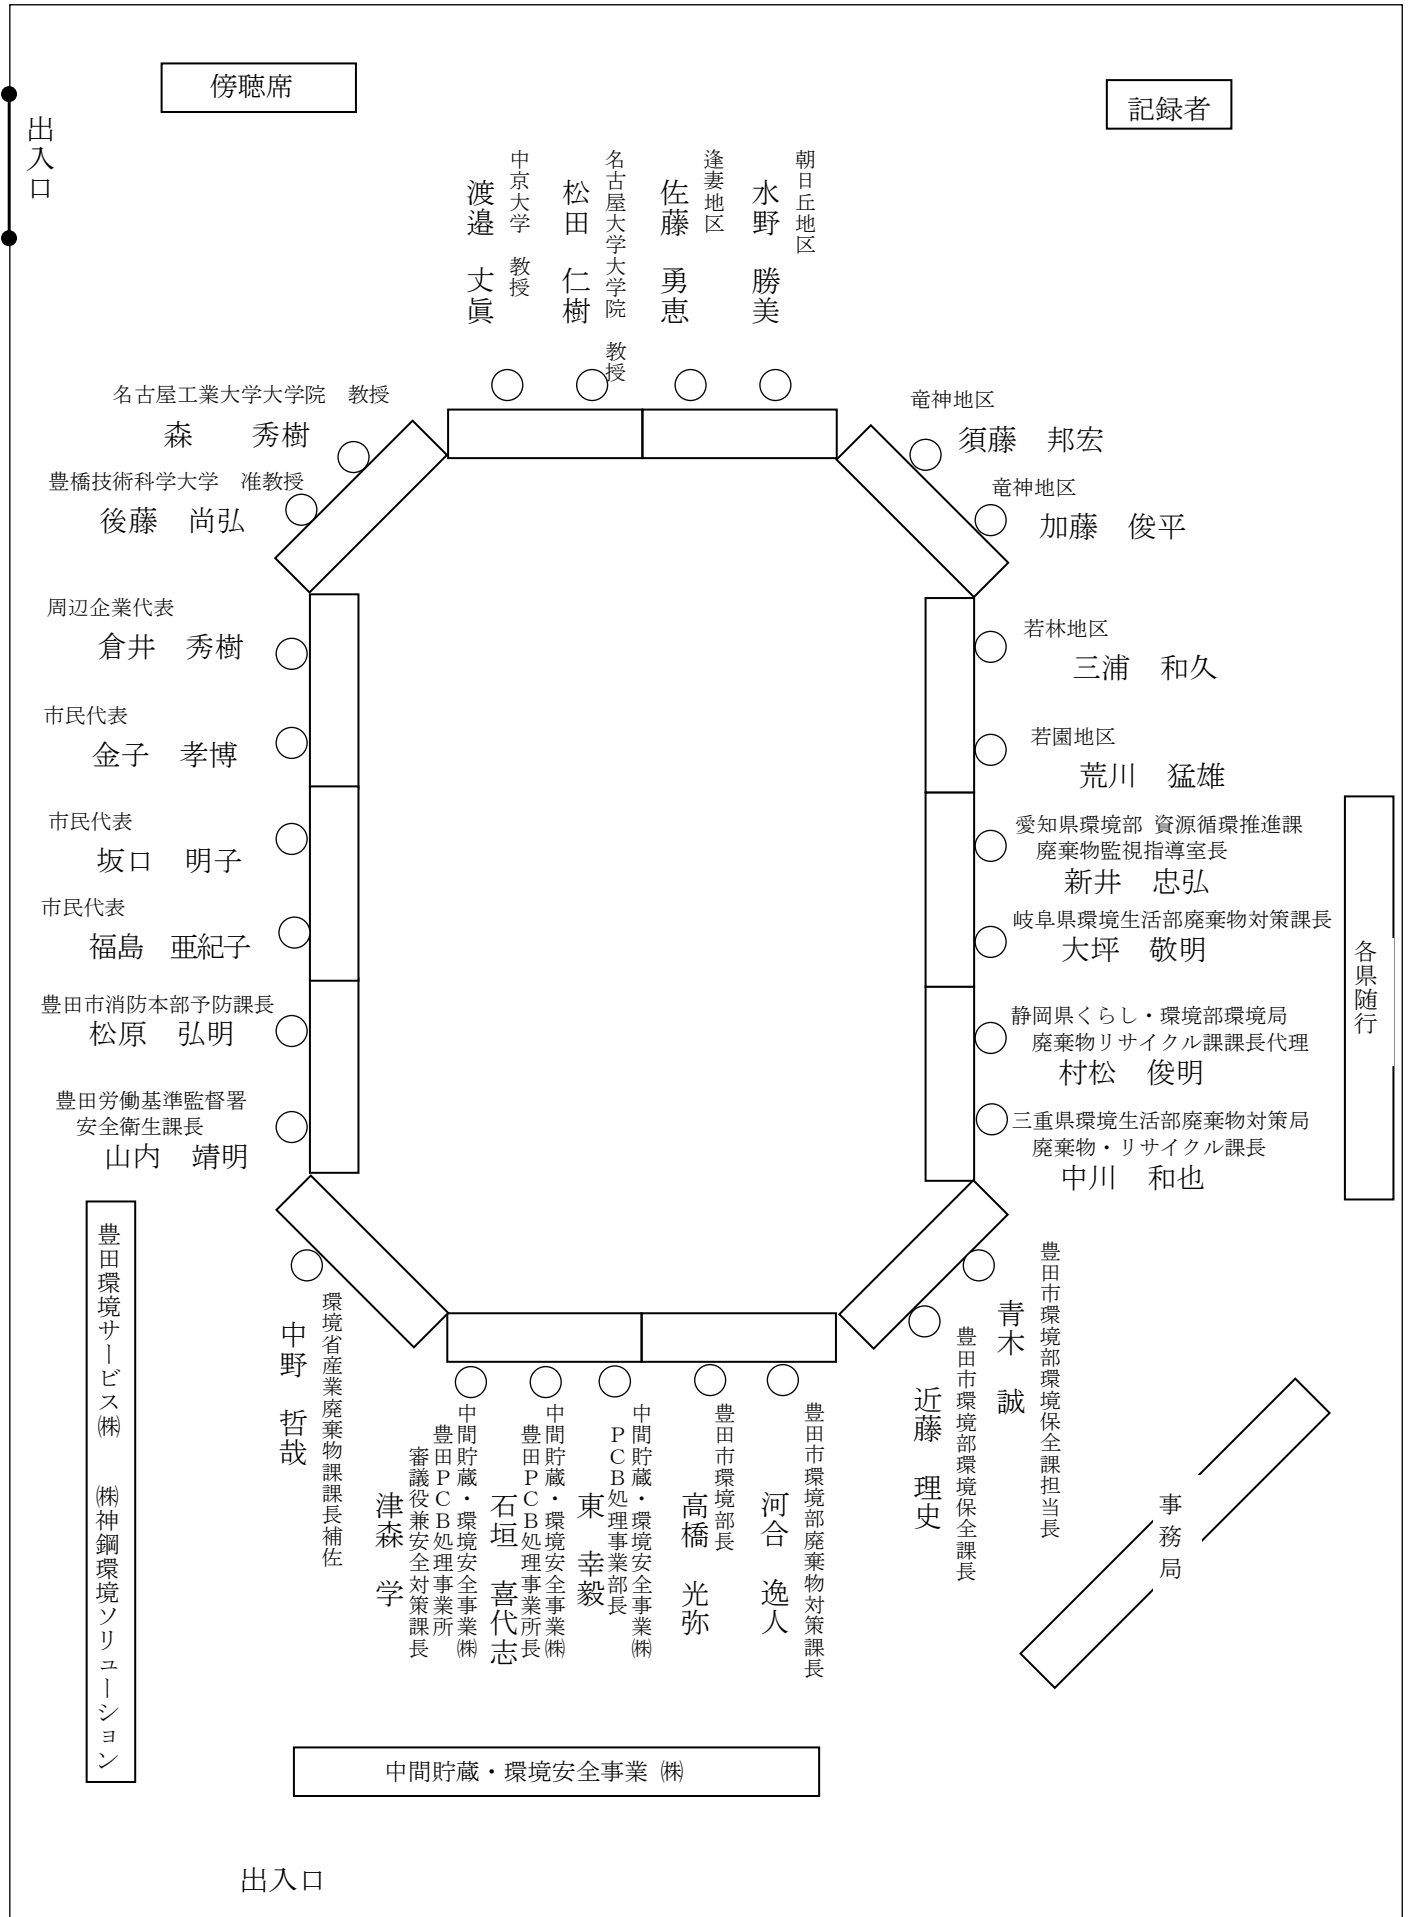 傍聴席
記録者
出入口
中京大学　教授
渡邉　丈眞
名古屋大学大学院　教授
松田　仁樹
逢妻地区
佐藤　勇恵
朝日丘地区
水野　勝美
名古屋工業大学大学院　教授
森　　秀樹
豊橋技術科学大学　准教授
後藤　尚弘
周辺企業代表
倉井　秀樹
市民代表
金子　孝博
市民代表
坂口　明子
市民代表
福島　亜紀子
豊田市消防本部予防課長
松原　弘明
豊田労働基準監督署
安全衛生課長
山内　靖明
竜神地区
須藤　邦宏
竜神地区
加藤　俊平
若林地区
三浦　和久
若園地区
荒川　猛雄
愛知県環境部 資源循環推進課
廃棄物監視指導室長
新井　忠弘
岐阜県環境生活部廃棄物対策課長
大坪　敬明
静岡県くらし・環境部環境局
廃棄物リサイクル課課長代理
村松　俊明
三重県環境生活部廃棄物対策局
廃棄物・リサイクル課長
中川　和也
各県随行
豊田市環境部環境保全課担当長
青木　誠
豊田市環境部環境保全課長
近藤　理史
豊田市環境部廃棄物対策課長
河合　逸人
豊田市環境部長
高橋　光弥
中間貯蔵・環境安全事業㈱
ＰＣＢ処理事業部長
東　幸毅
中間貯蔵・環境安全事業㈱
豊田ＰＣＢ処理事業所長
石垣　喜代志
中間貯蔵・環境安全事業㈱
豊田ＰＣＢ処理事業所
審議役兼安全対策課長
津森　学
環境省産業廃棄物課課長補佐
中野　哲哉
豊田環境サービス㈱　㈱神鋼環境ソリューション
事務局
中間貯蔵・環境安全事業 ㈱
出入口